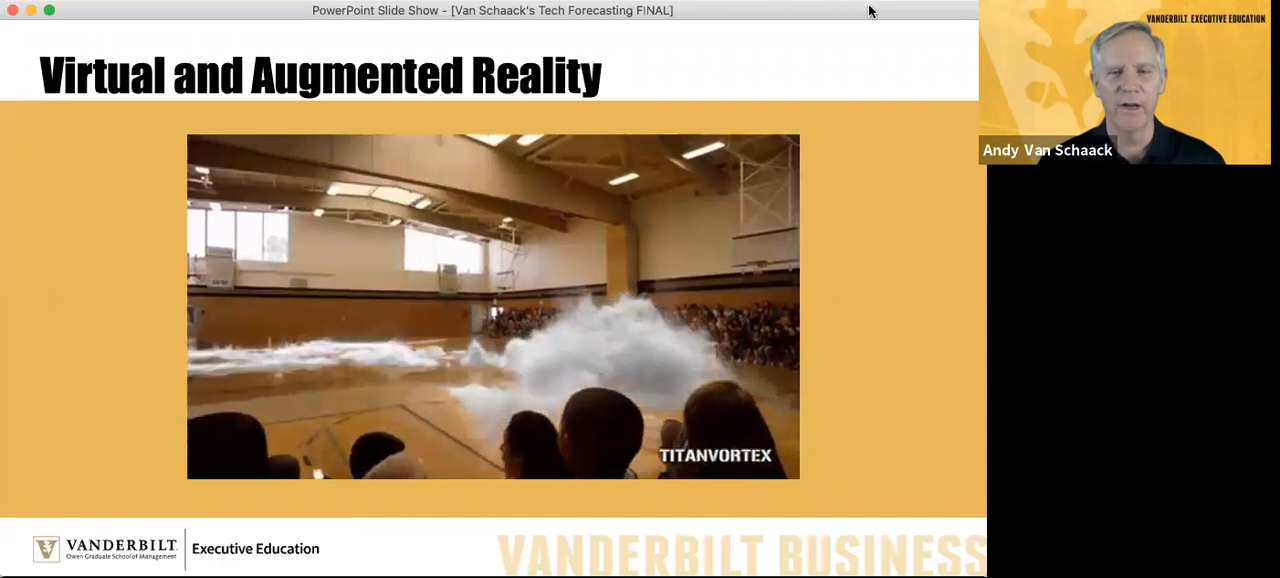 PowerPoint Slide Show - [Van Schaack's Tech Forecasting FINAL]
VANDERBILT. EXECUTIVE EDUCATION
Virtual and Augmented Reality
Andy Van Schaack
TITANVORTEX
VANDERBILT
Owen Graduate School of Management
Executive Education
VANDERBILT BUSINESS